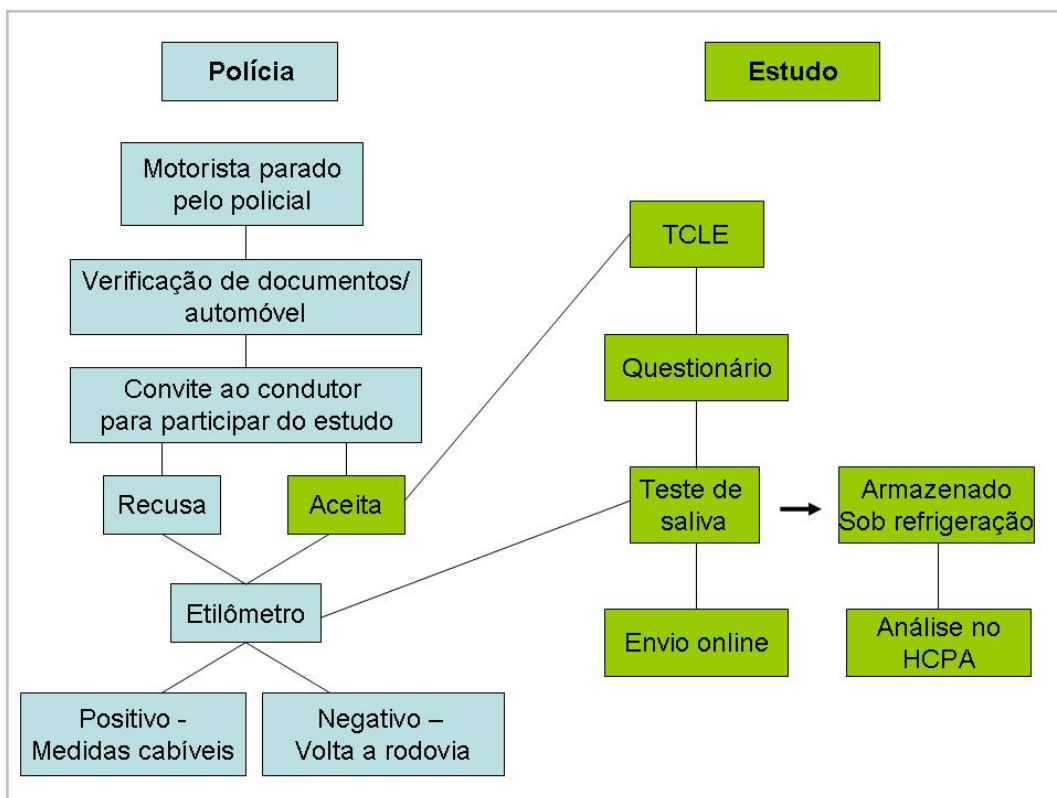 Polícia
Estudo
Motorista parado
pelo policial
Verificação de documentos/
automóvel
Convite ao condutor
para participar do estudo
Recusa
Aceita
Etilômetro
Positivo -
Medidas cabíveis
Negativo –
Volta a rodovia
TCLE
Questionário
Teste de
saliva
Armazenado
Sob refrigeração
Envio online
Análise no
HCPA